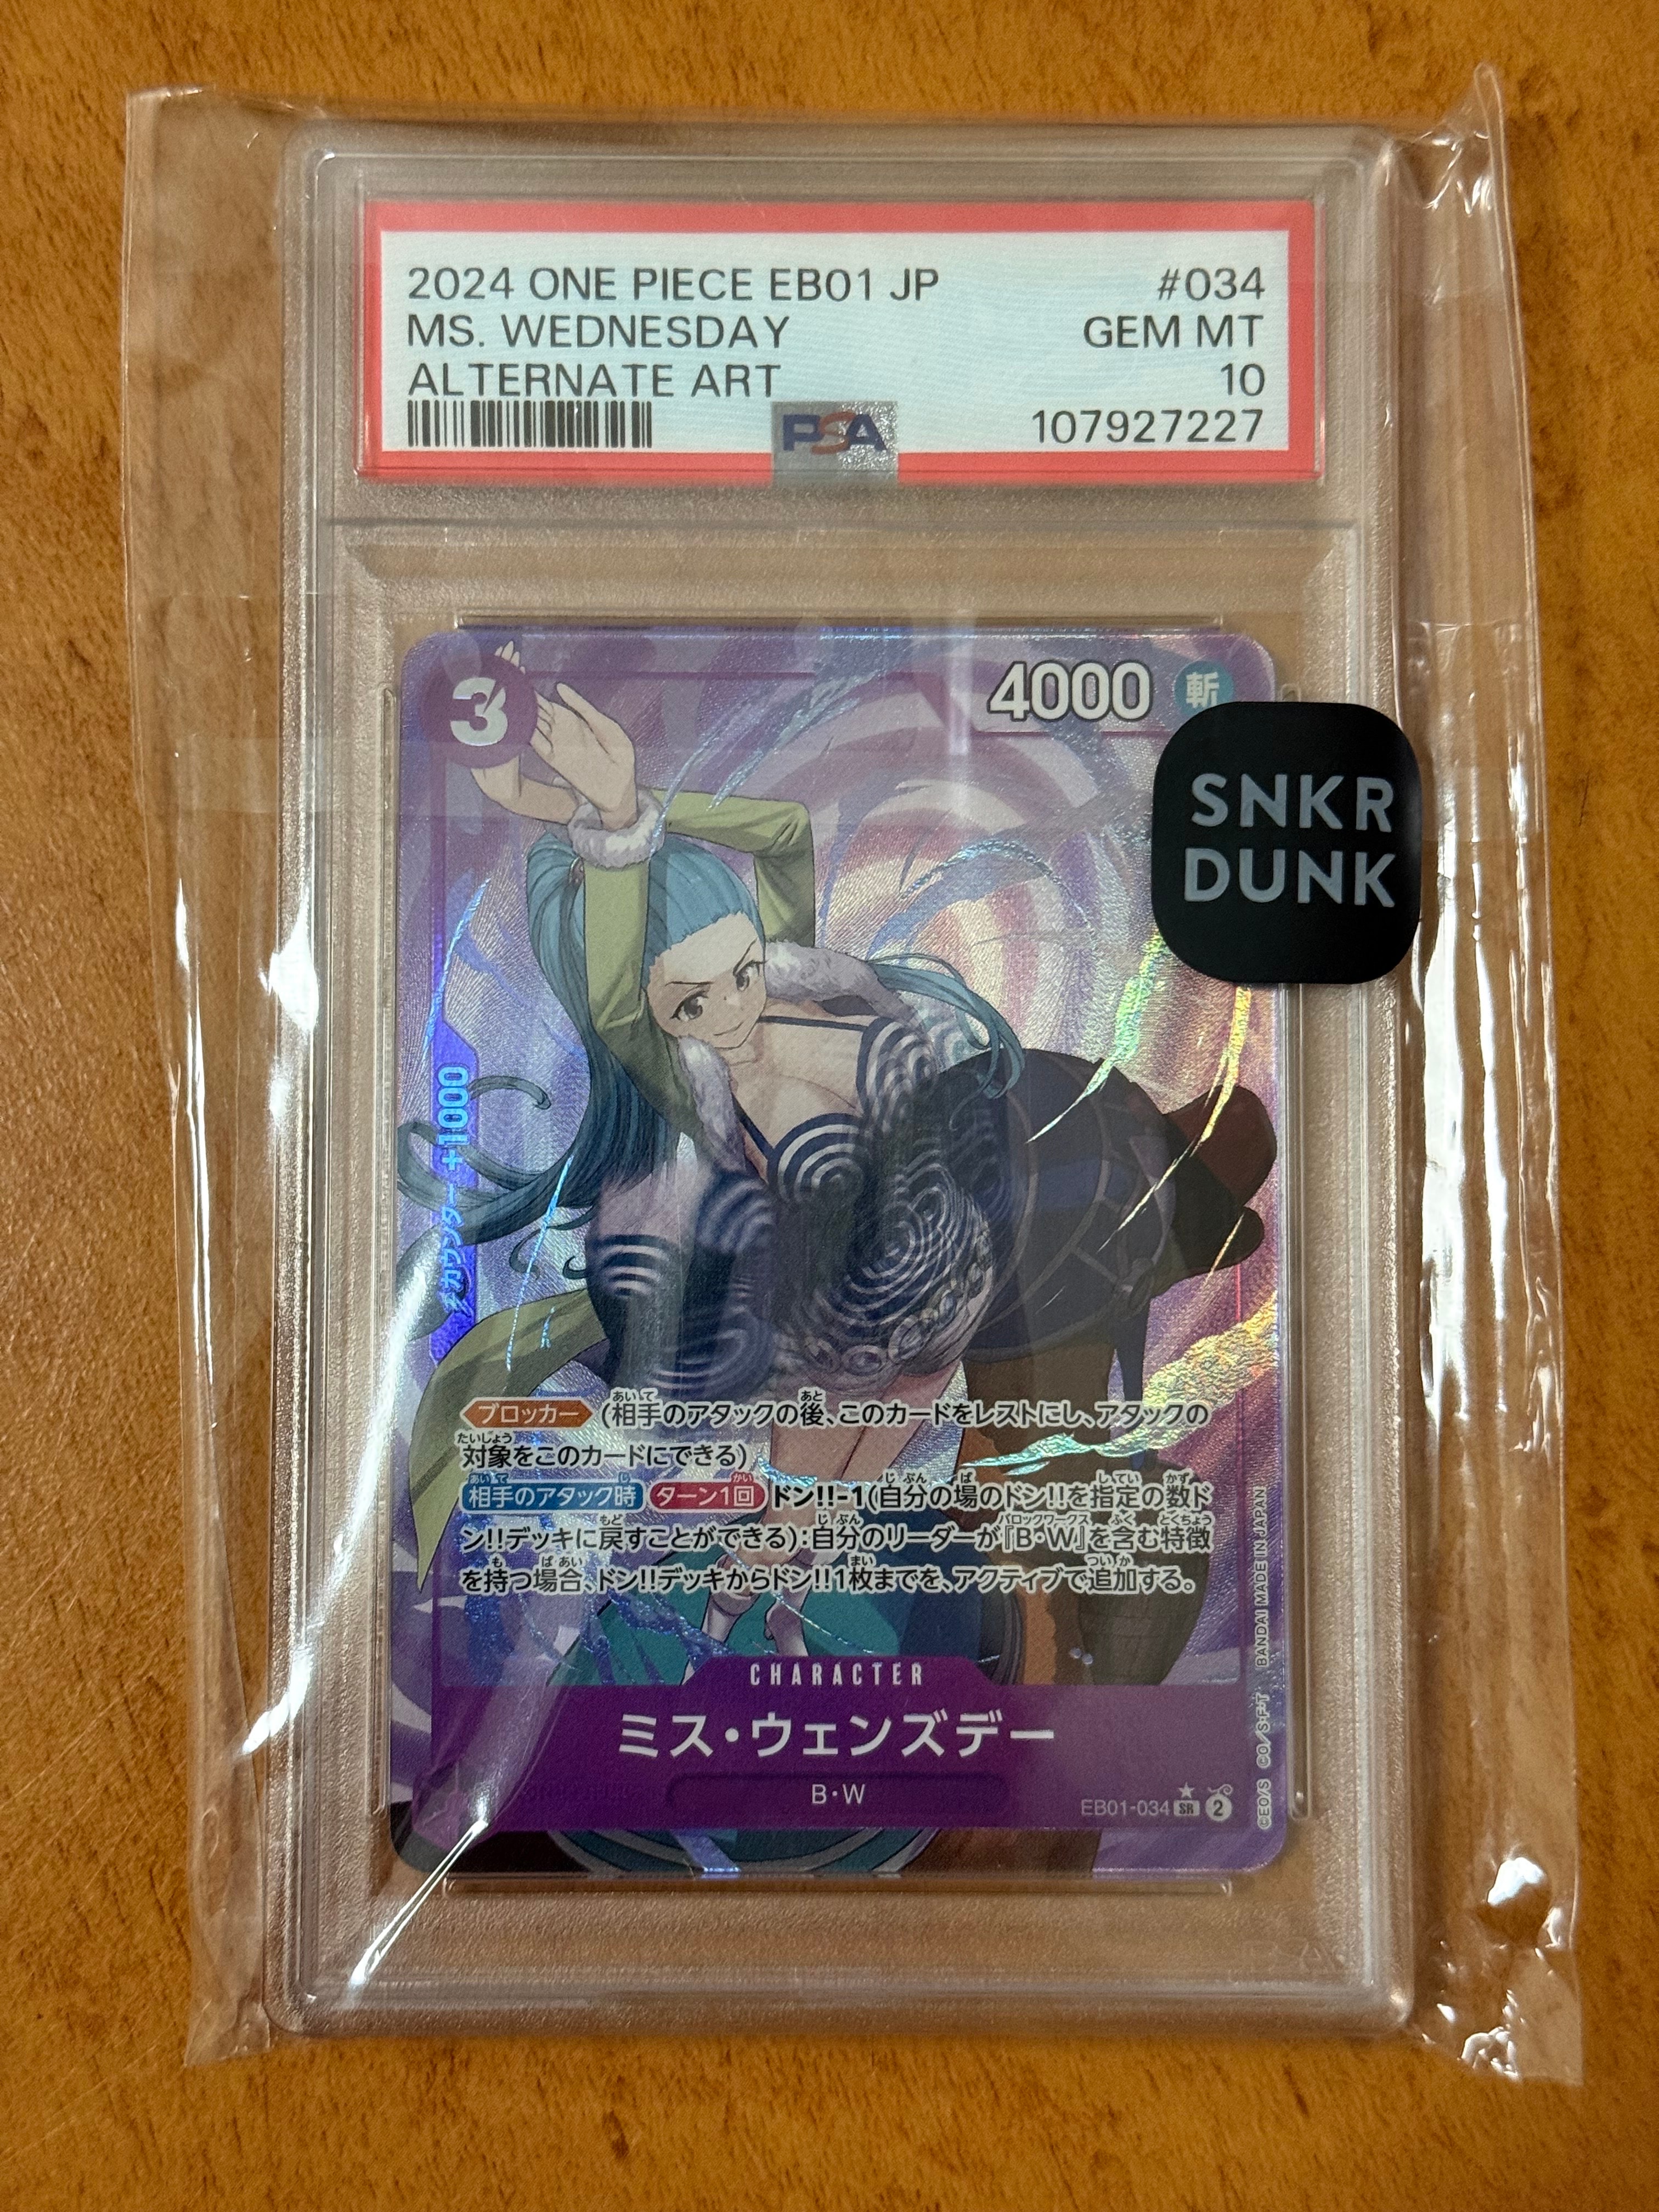 2024 ONE PIECE EB01 JP #034
MS. WEDNESDAY GEM MT
ALTERNATE ART 10
PSA 107927227
3 4000 斬
SNKR
DUNK
カウンター +1000
ブロッカー (相手のアタックの後、このカードをレストにし、アタックの
対象をこのカードにできる)
相手のアタック時 ターン1回 ドン!!-1(自分の場のドン!!を指定の数ド
ン!!デッキに戻すことができる):自分のリーダーが『B・W』を含む特徴
を持つ場合、ドン!!デッキからドン!!1枚までを、アクティブで追加する。
CHARACTER
ミス・ウェンズデー
B・W
EB01-034 SR 2
©EO/S ©O/S・F・T BANDAI MADE IN JAPAN